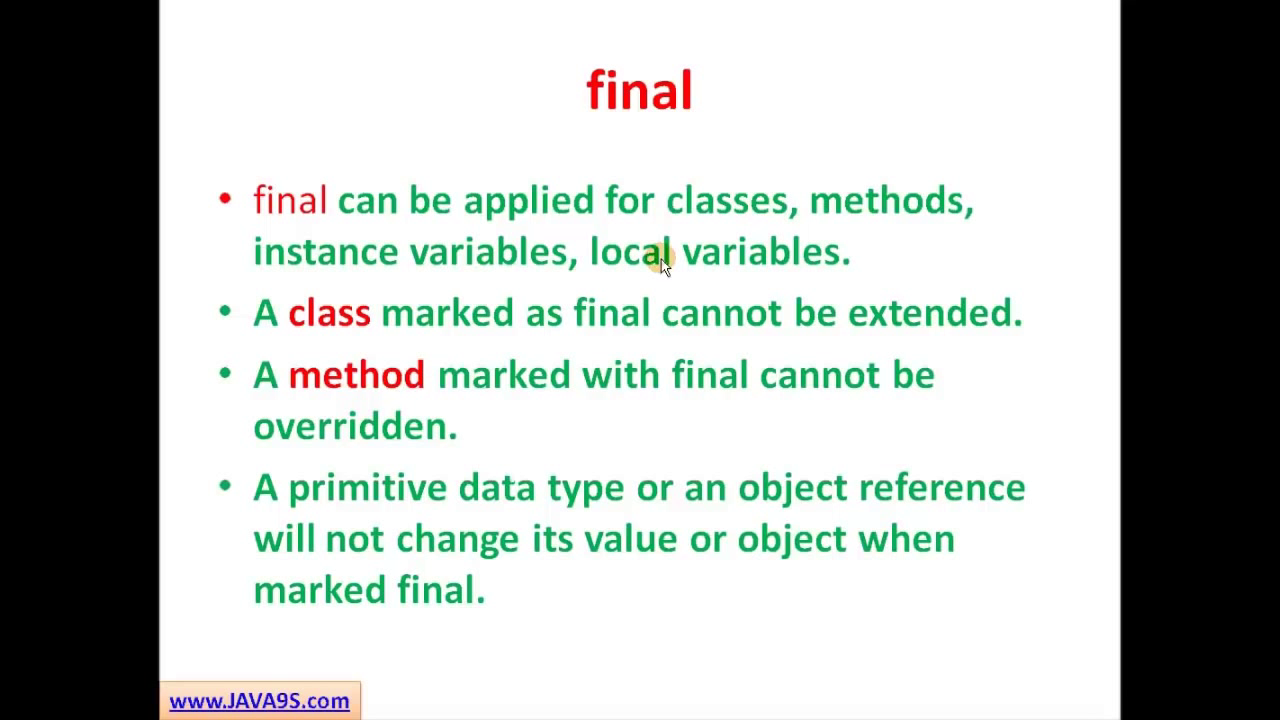 final
• final can be applied for classes, methods,
instance variables, local variables.
• A class marked as final cannot be extended.
• A method marked with final cannot be
overridden.
• A primitive data type or an object reference
will not change its value or object when
marked final.
www.JAVA9S.com